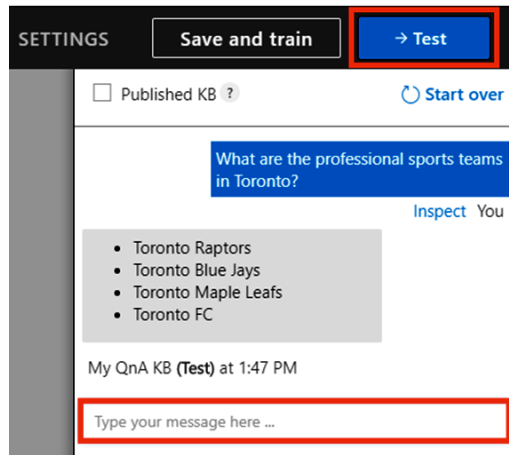 SETTINGS Save and train → Test
Published KB ? Start over
What are the professional sports teams
in Toronto?
Inspect You
• Toronto Raptors
• Toronto Blue Jays
• Toronto Maple Leafs
• Toronto FC
My QnA KB (Test) at 1:47 PM
Type your message here ...